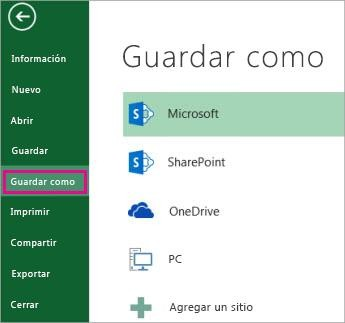 Información
Nuevo
Abrir
Guardar
Guardar como
Imprimir
Compartir
Exportar
Cerrar
Guardar como
Microsoft
SharePoint
OneDrive
PC
Agregar un sitio